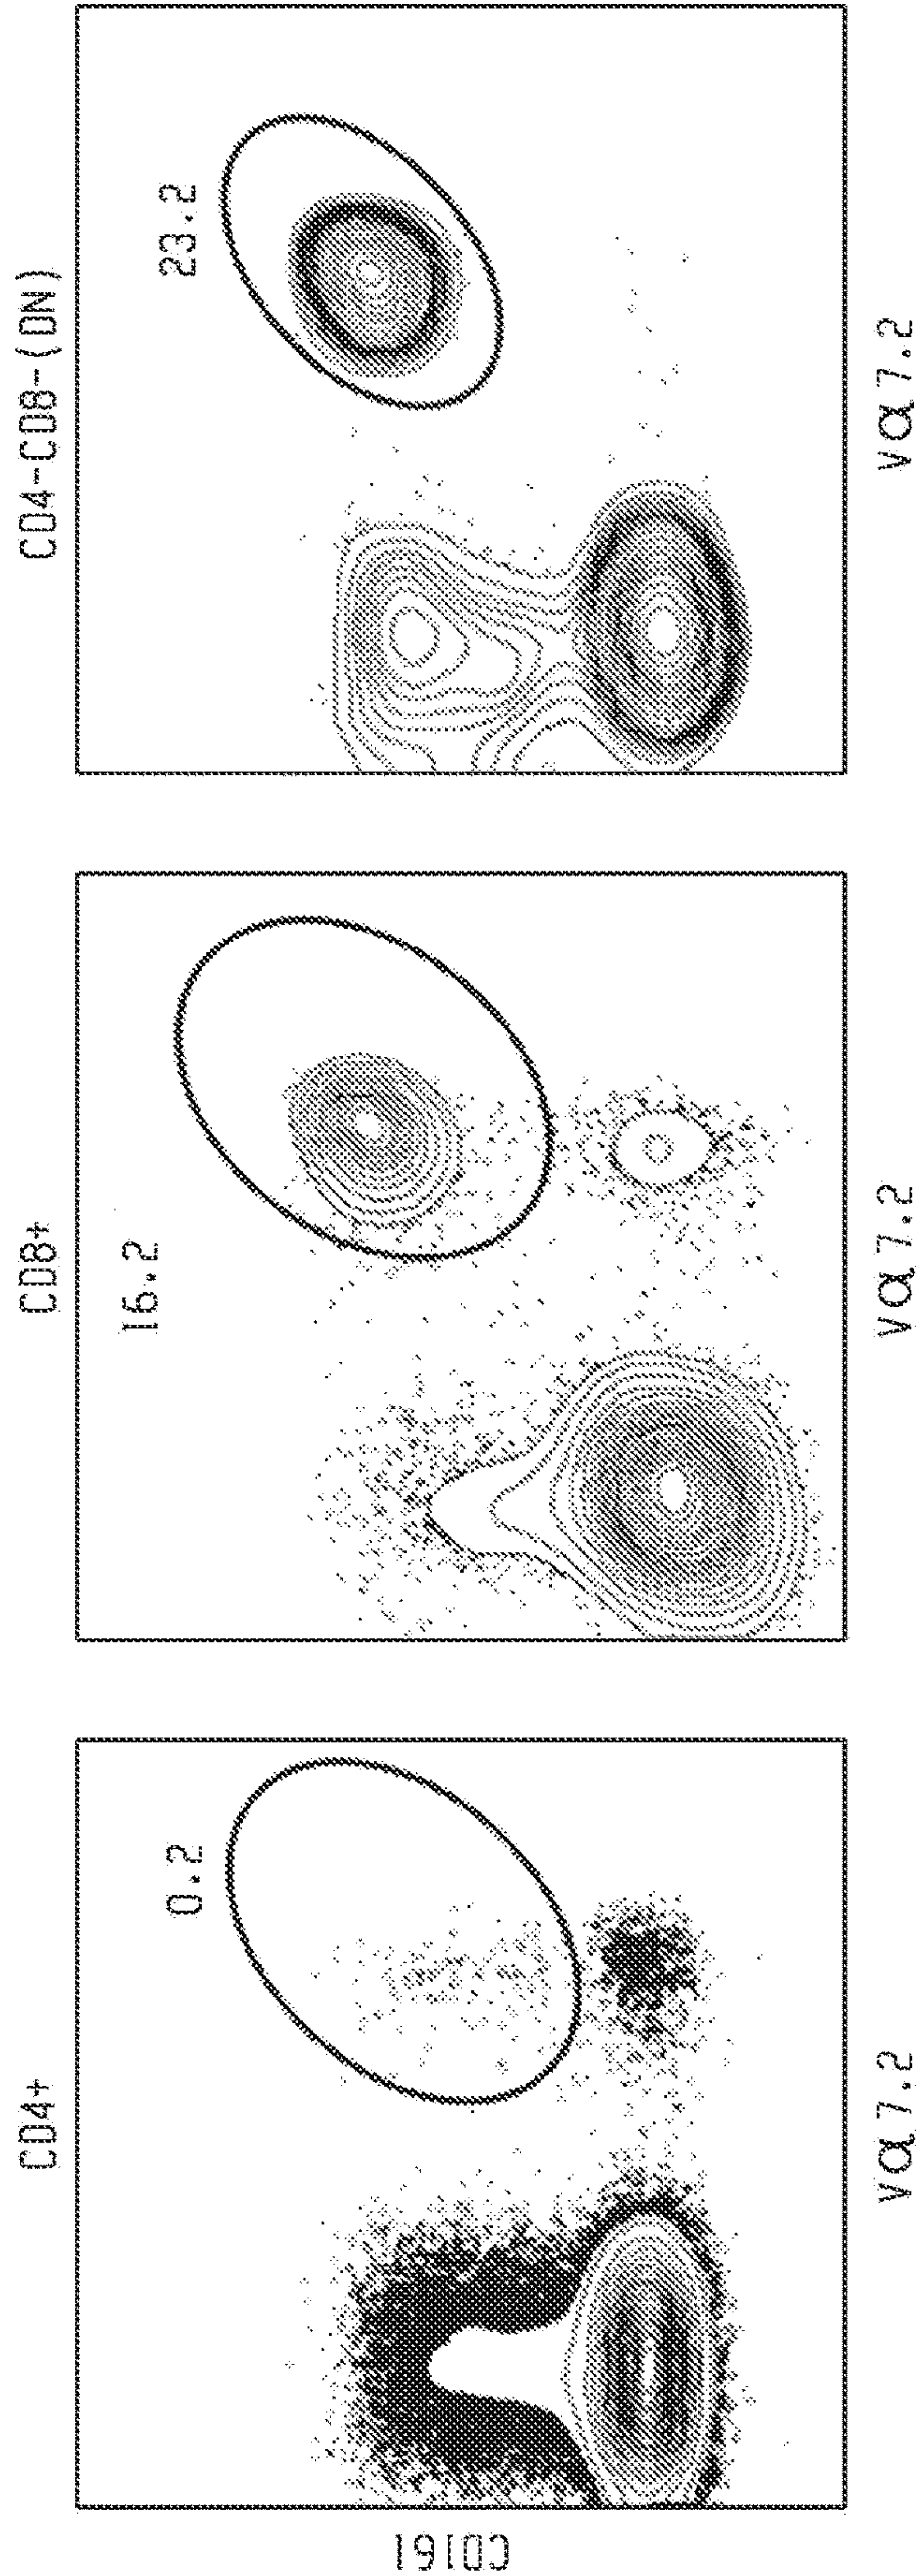 CD4+
CD8+
CD4-CD8-(DN)
0.2
16.2
23.2
CD161
Vα7.2
Vα7.2
Vα7.2